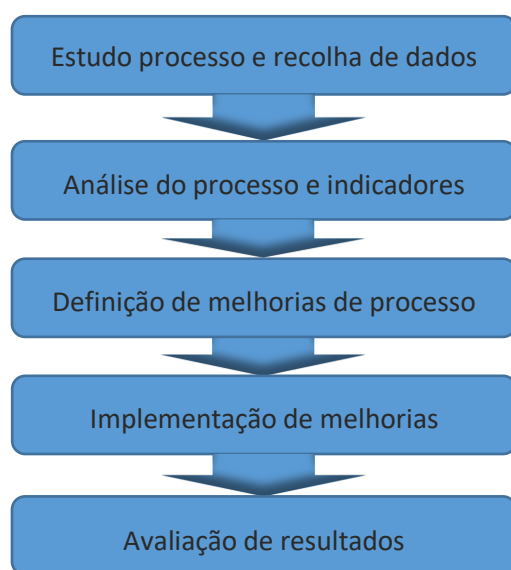 Estudo processo e recolha de dados
Análise do processo e indicadores
Definição de melhorias de processo
Implementação de melhorias
Avaliação de resultados